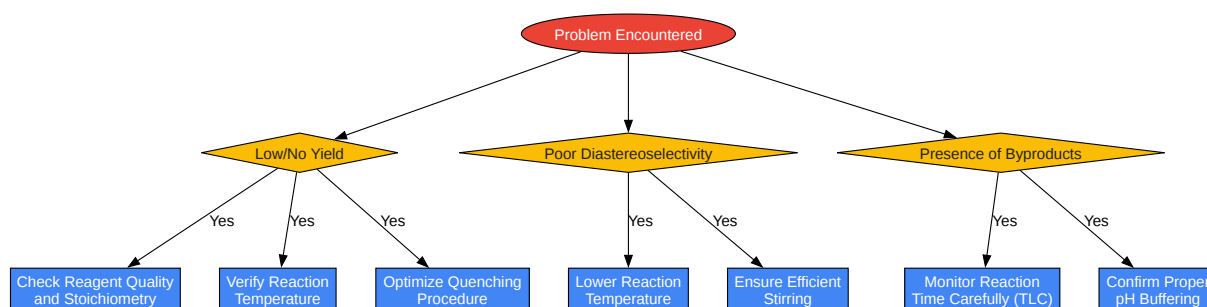 Problem Encountered
Low/No Yield
Poor Diastereoselectivity
Presence of Byproducts
Yes
Yes
Yes
Yes
Yes
Yes
Yes
Check Reagent Quality
and Stoichiometry
Verify Reaction
Temperature
Optimize Quenching
Procedure
Lower Reaction
Temperature
Ensure Efficient
Stirring
Monitor Reaction
Time Carefully (TLC)
Confirm Proper
pH Buffering